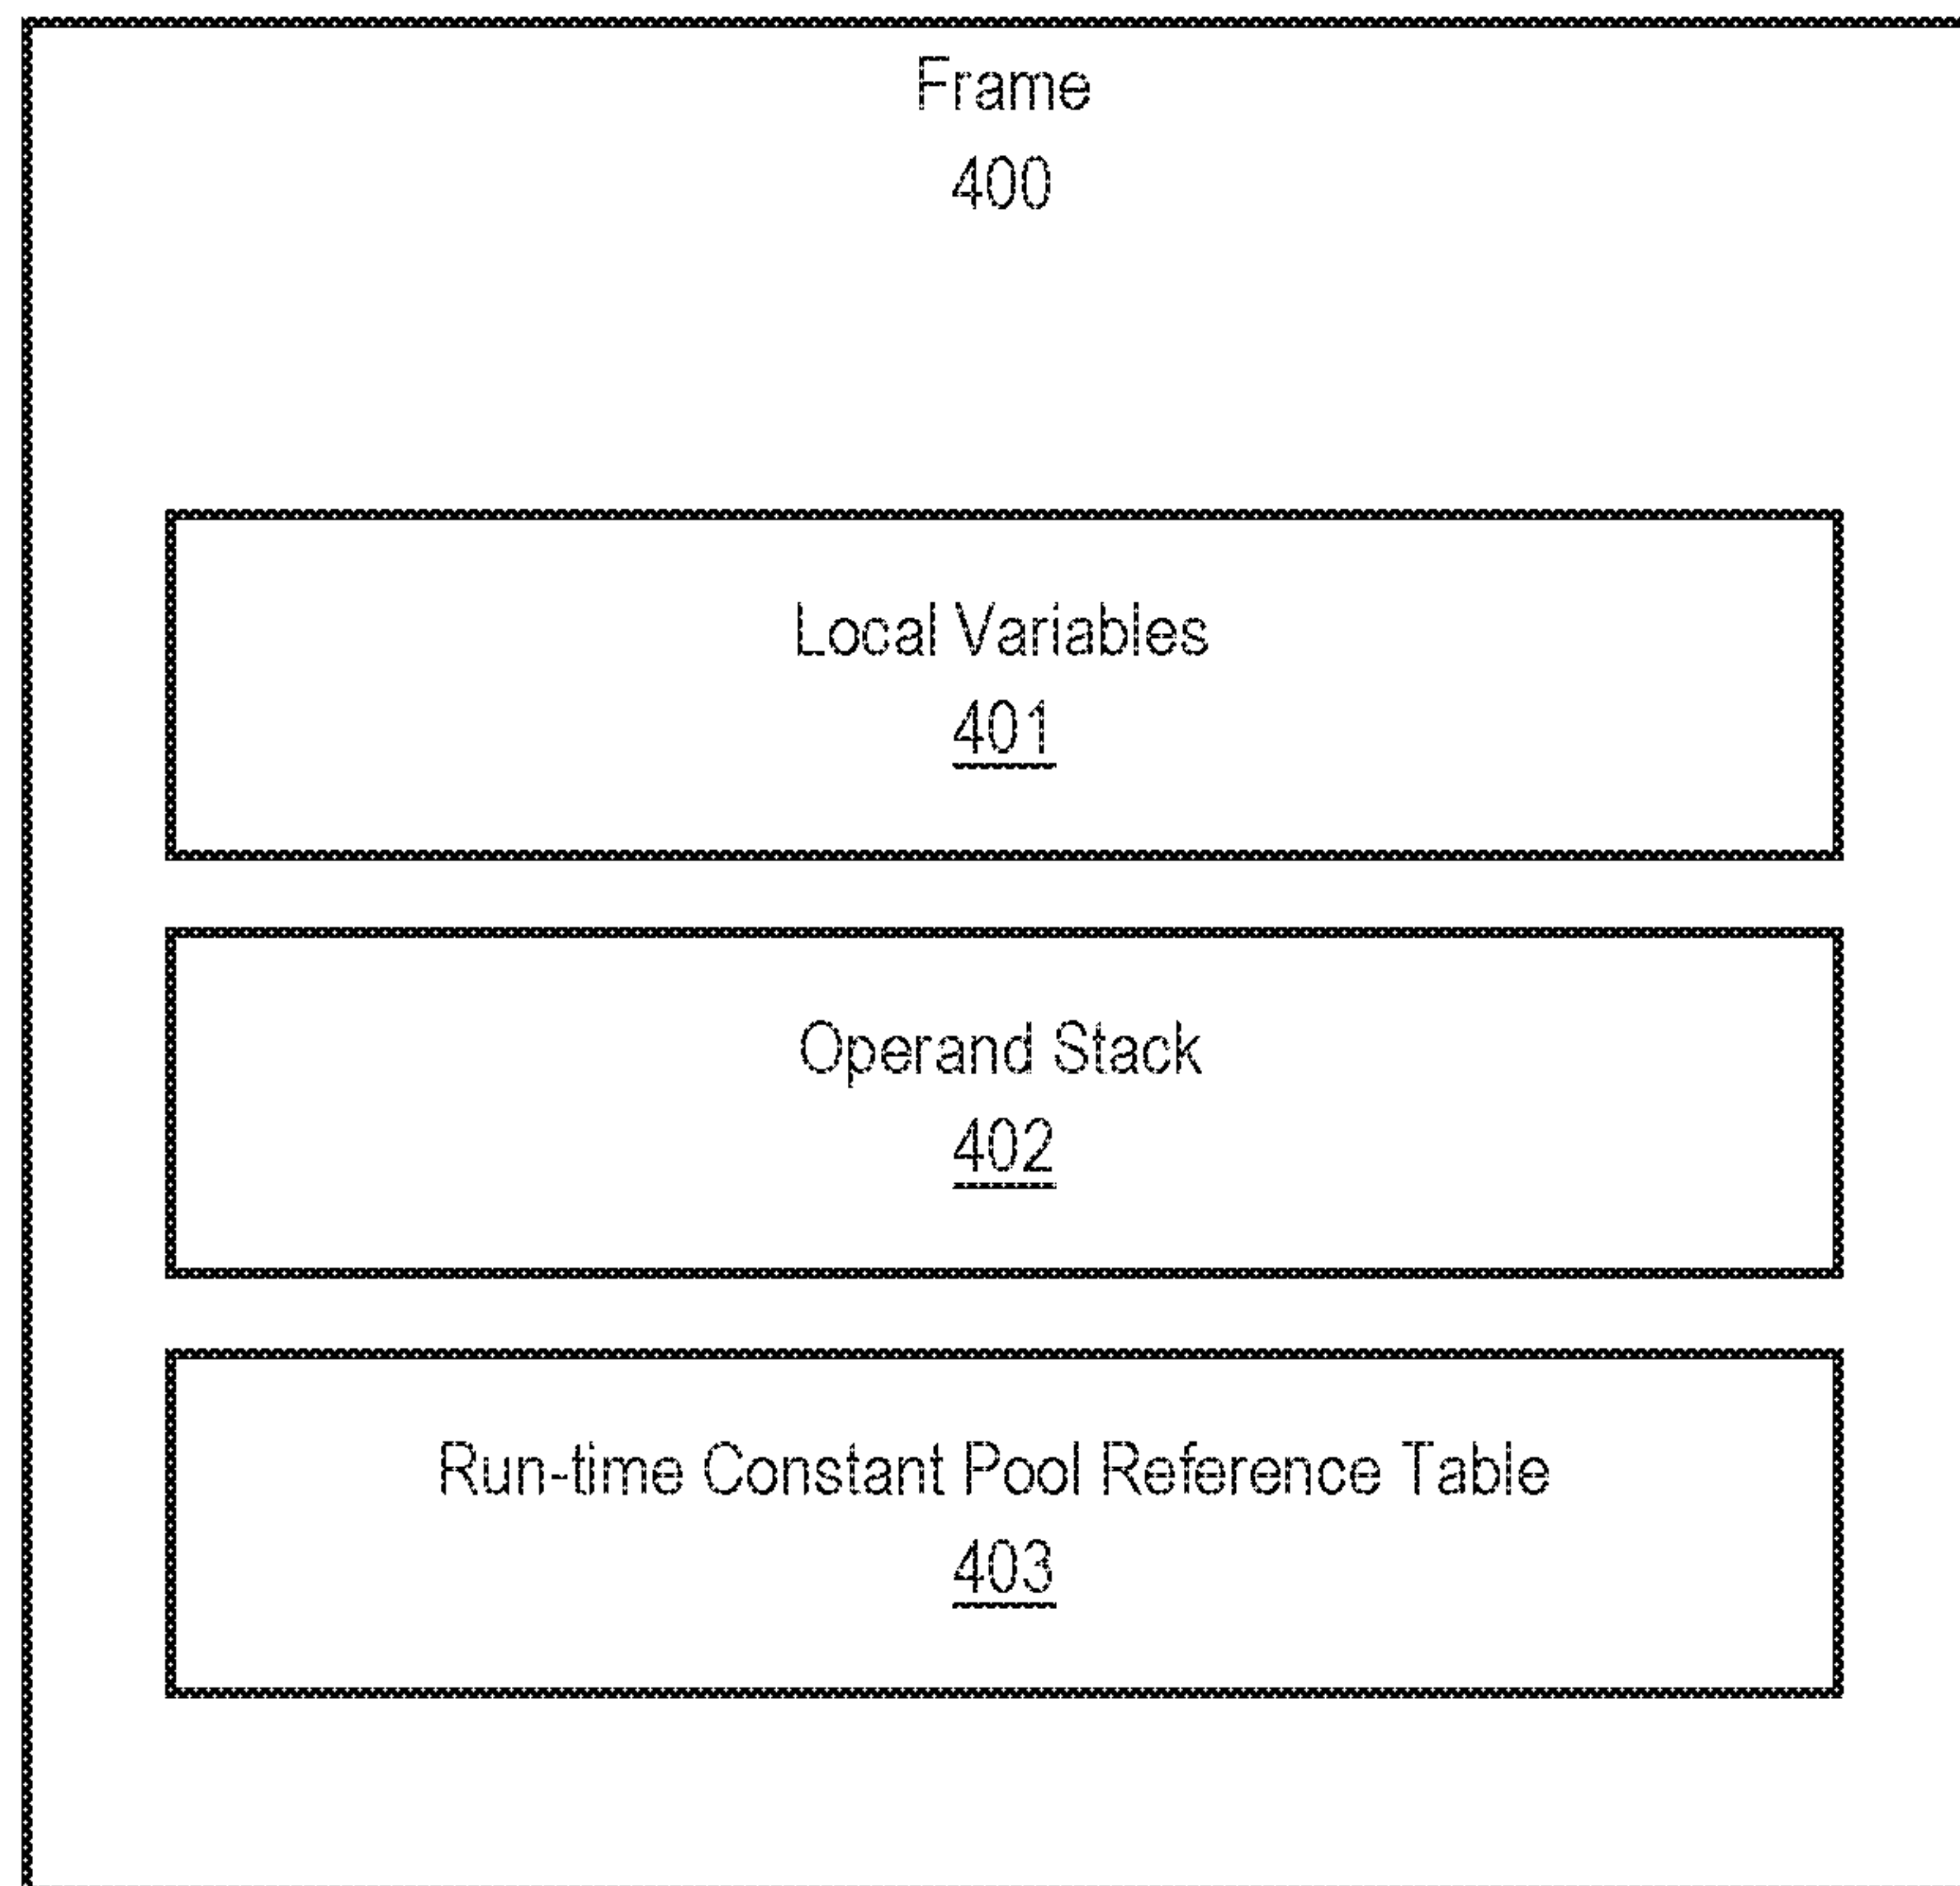 Frame
400
Local Variables
401
Operand Stack
402
Run-time Constant Pool Reference Table
403